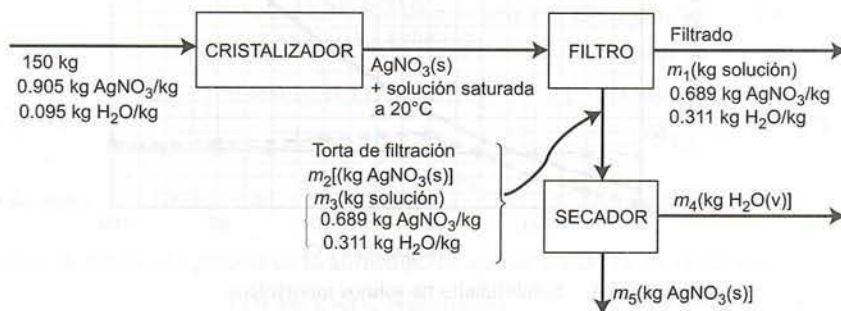 150 kg
0.905 kg AgNO₃/kg
0.095 kg H₂O/kg
CRISTALIZADOR
AgNO₃(s)
+ solución saturada
a 20°C
FILTRO
Filtrado
m₁(kg solución)
0.689 kg AgNO₃/kg
0.311 kg H₂O/kg
Torta de filtración
m₂[(kg AgNO₃(s)]
m₃(kg solución)
0.689 kg AgNO₃/kg
0.311 kg H₂O/kg
SECADOR
m₄(kg H₂O(v)]
m₅(kg AgNO₃(s)]